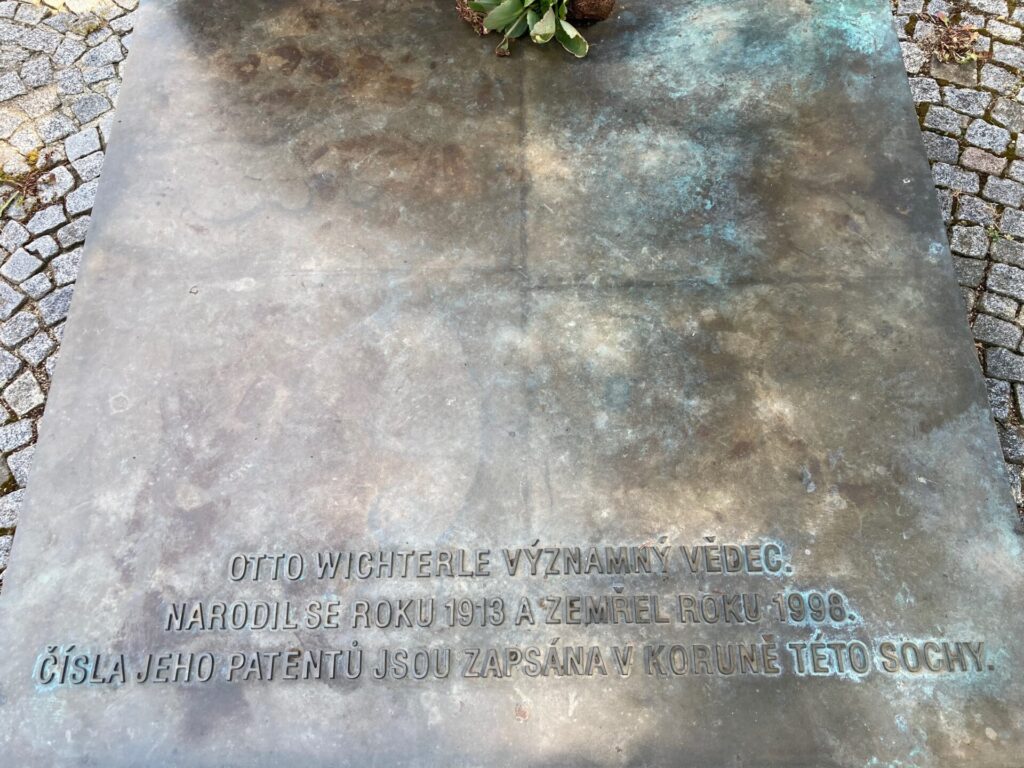 OTTO WICHTERLE VÝZNAMNÝ VĚDEC.
NARODIL SE ROKU 1913 A ZEMŘEL ROKU 1998.
ČÍSLA JEHO PATENTŮ JSOU ZAPSÁNA V KORUNĚ TÉTO SOCHY.